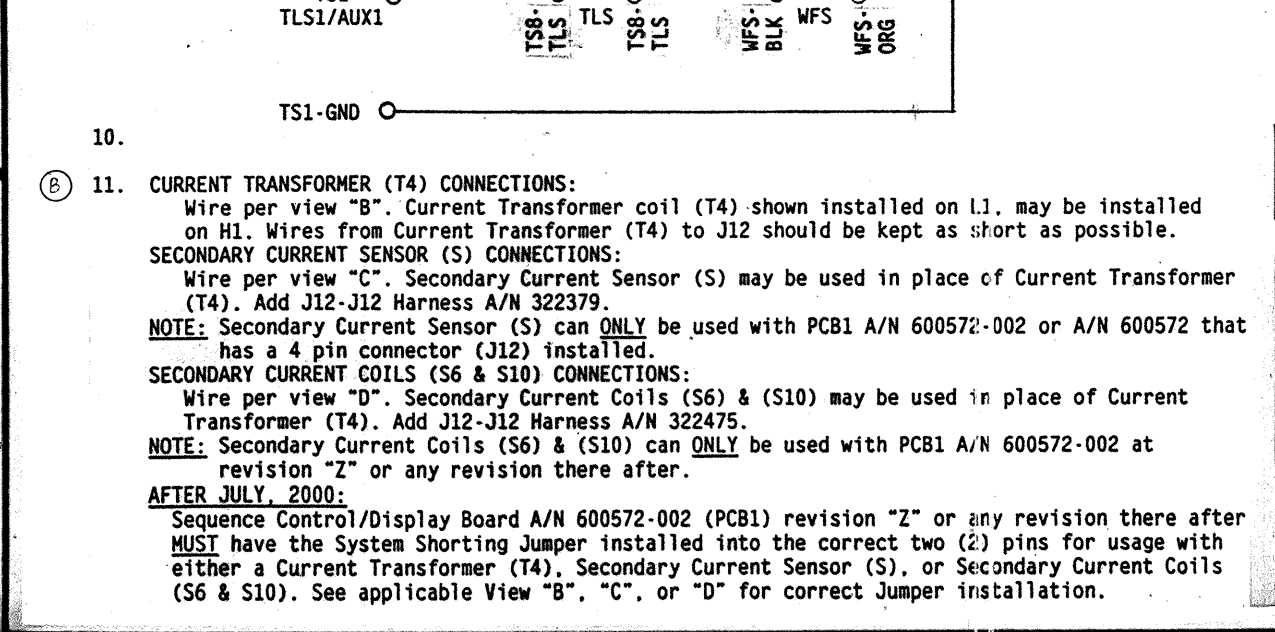 TLS1/AUX1
TS8-
TLS
TLS
TS8-
TLS
WFS-
BLK
WFS
WFS-
ORG
TS1-GND
10.
B 11. CURRENT TRANSFORMER (T4) CONNECTIONS:
Wire per view "B". Current Transformer coil (T4) shown installed on L1, may be installed
on H1. Wires from Current Transformer (T4) to J12 should be kept as short as possible.
SECONDARY CURRENT SENSOR (S) CONNECTIONS:
Wire per view "C". Secondary Current Sensor (S) may be used in place of Current Transformer
(T4). Add J12-J12 Harness A/N 322379.
NOTE: Secondary Current Sensor (S) can ONLY be used with PCB1 A/N 600572-002 or A/N 600572 that
has a 4 pin connector (J12) installed.
SECONDARY CURRENT COILS (S6 & S10) CONNECTIONS:
Wire per view "D". Secondary Current Coils (S6) & (S10) may be used in place of Current
Transformer (T4). Add J12-J12 Harness A/N 322475.
NOTE: Secondary Current Coils (S6) & (S10) can ONLY be used with PCB1 A/N 600572-002 at
revision "Z" or any revision there after.
AFTER JULY, 2000:
Sequence Control/Display Board A/N 600572-002 (PCB1) revision "Z" or any revision there after
MUST have the System Shorting Jumper installed into the correct two (2) pins for usage with
either a Current Transformer (T4), Secondary Current Sensor (S), or Secondary Current Coils
(S6 & S10). See applicable View "B", "C", or "D" for correct Jumper installation.